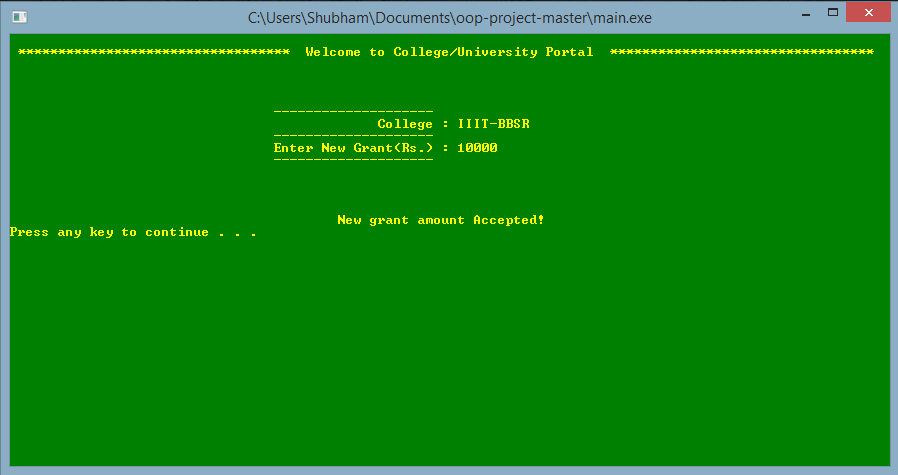 C:\Users\Shubham\Documents\oop-project-master\main.exe
********************************** Welcome to College/University Portal *********************************
--------------------
College : IIIT-BBSR
--------------------
Enter New Grant(Rs.) : 10000
--------------------
New grant amount Accepted!
Press any key to continue . . .